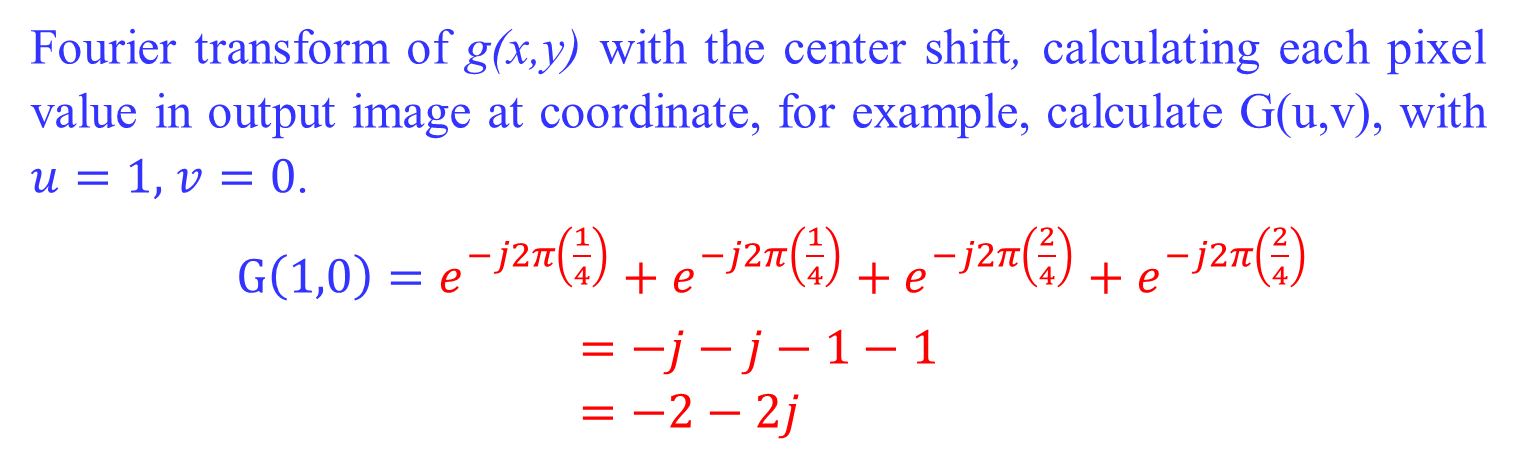 Fourier transform of g(x,y) with the center shift, calculating each pixel
value in output image at coordinate, for example, calculate G(u,v), with
u = 1, v = 0.
G(1,0) = e^{-j2π(1/4)} + e^{-j2π(1/4)} + e^{-j2π(2/4)} + e^{-j2π(2/4)}
= −j − j − 1 − 1
= −2 − 2j